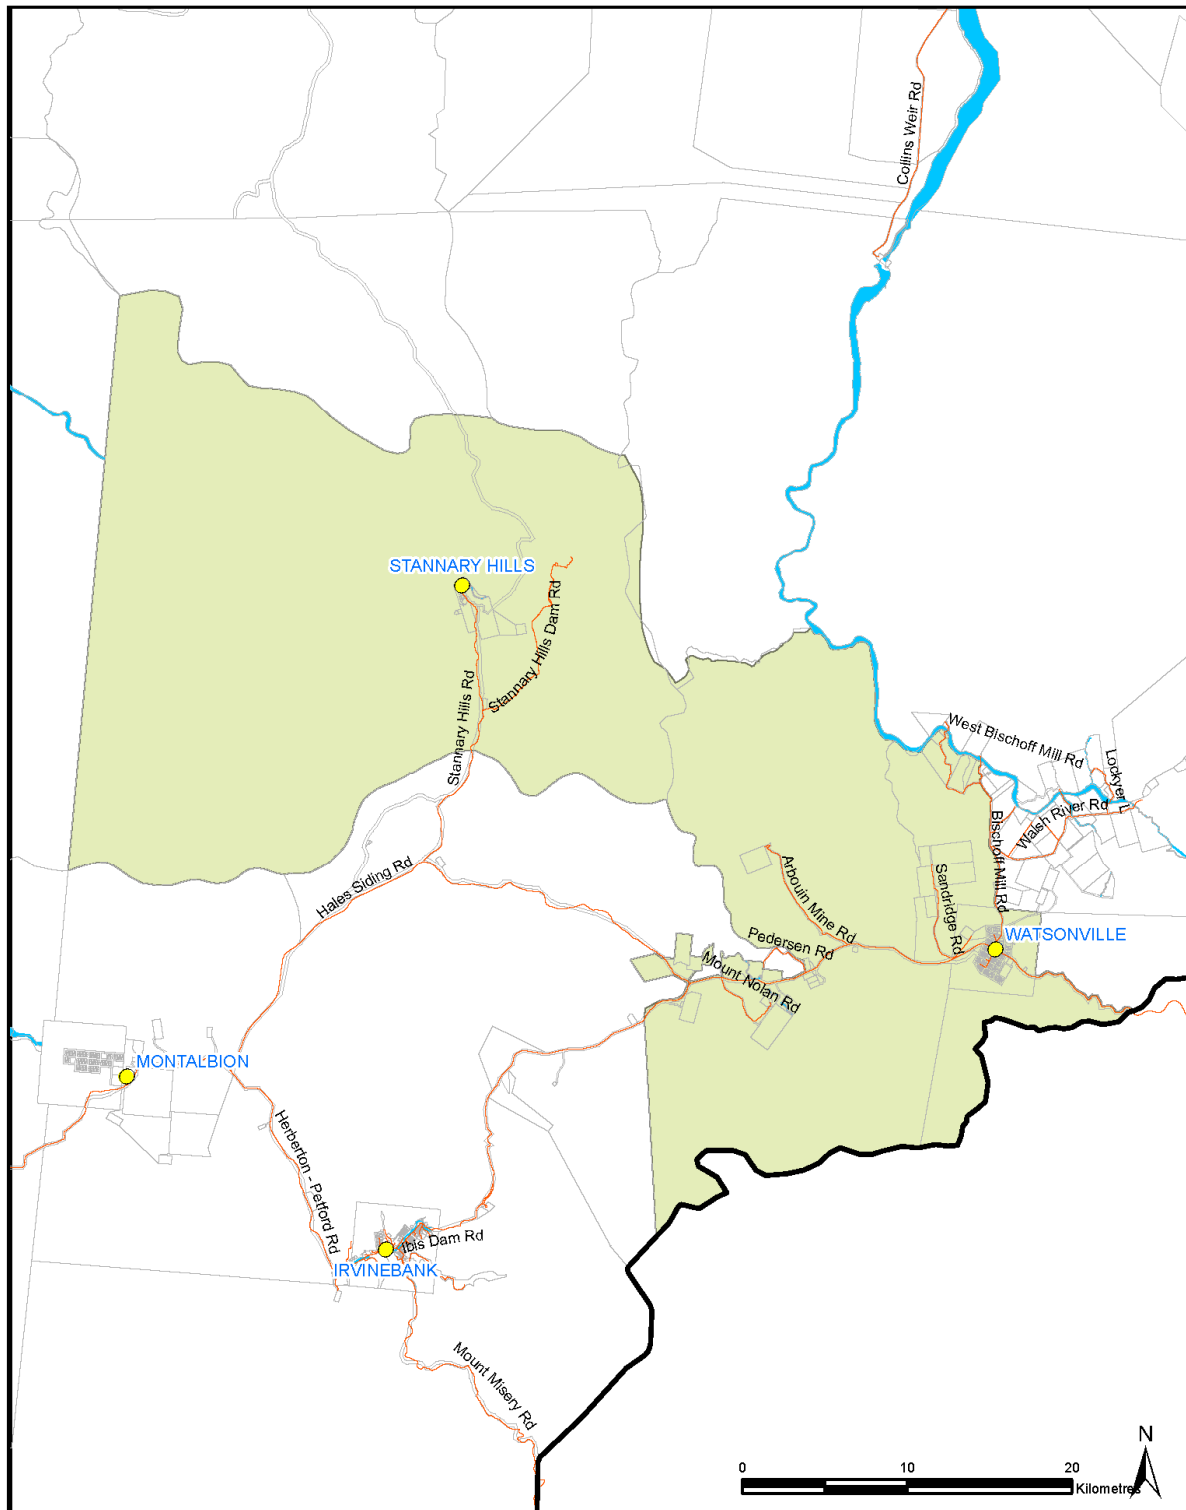 Collins Weir Rd
STANNARY HILLS
Stannary Hills Dam Rd
Stannary Hills Rd
West Bischoff Mill Rd
Lockyer L
Walsh River Rd
Bischoff Mill Rd
Hales Siding Rd
Arbouin Mine Rd
Sandridge Rd
Pedersen Rd
WATSONVILLE
Mount Nolan Rd
MONTALBION
Herberton - Petford Rd
Ibis Dam Rd
IRVINEBANK
Mount Misery Rd
N
0 10 20
Kilometres